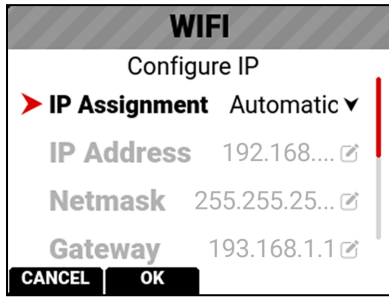 WIFI
Configure IP
IP Assignment Automatic
IP Address 192.168....
Netmask 255.255.25...
Gateway 193.168.1.1
CANCEL OK